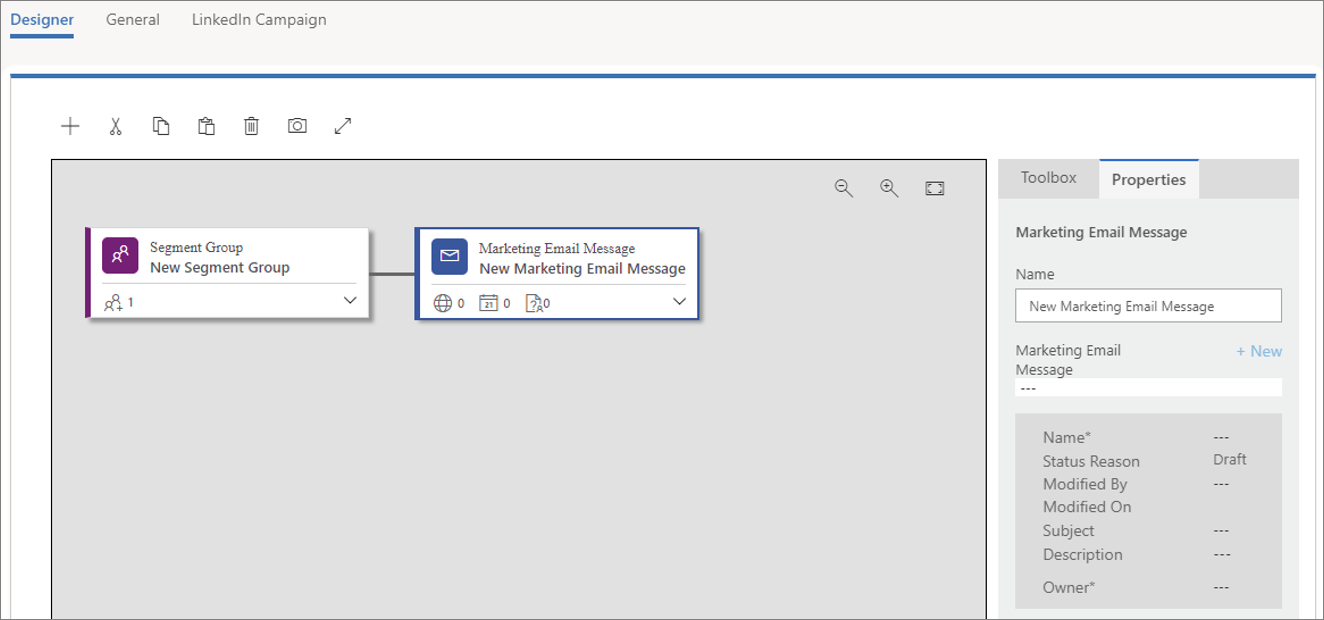 Designer General LinkedIn Campaign
Toolbox Properties
Segment Group
New Segment Group
1
Marketing Email Message
New Marketing Email Message
0 21 0 ? 0
Marketing Email Message
Name
New Marketing Email Message
Marketing Email + New
Message
---
Name* ---
Status Reason Draft
Modified By ---
Modified On
Subject ---
Description ---
Owner* ---